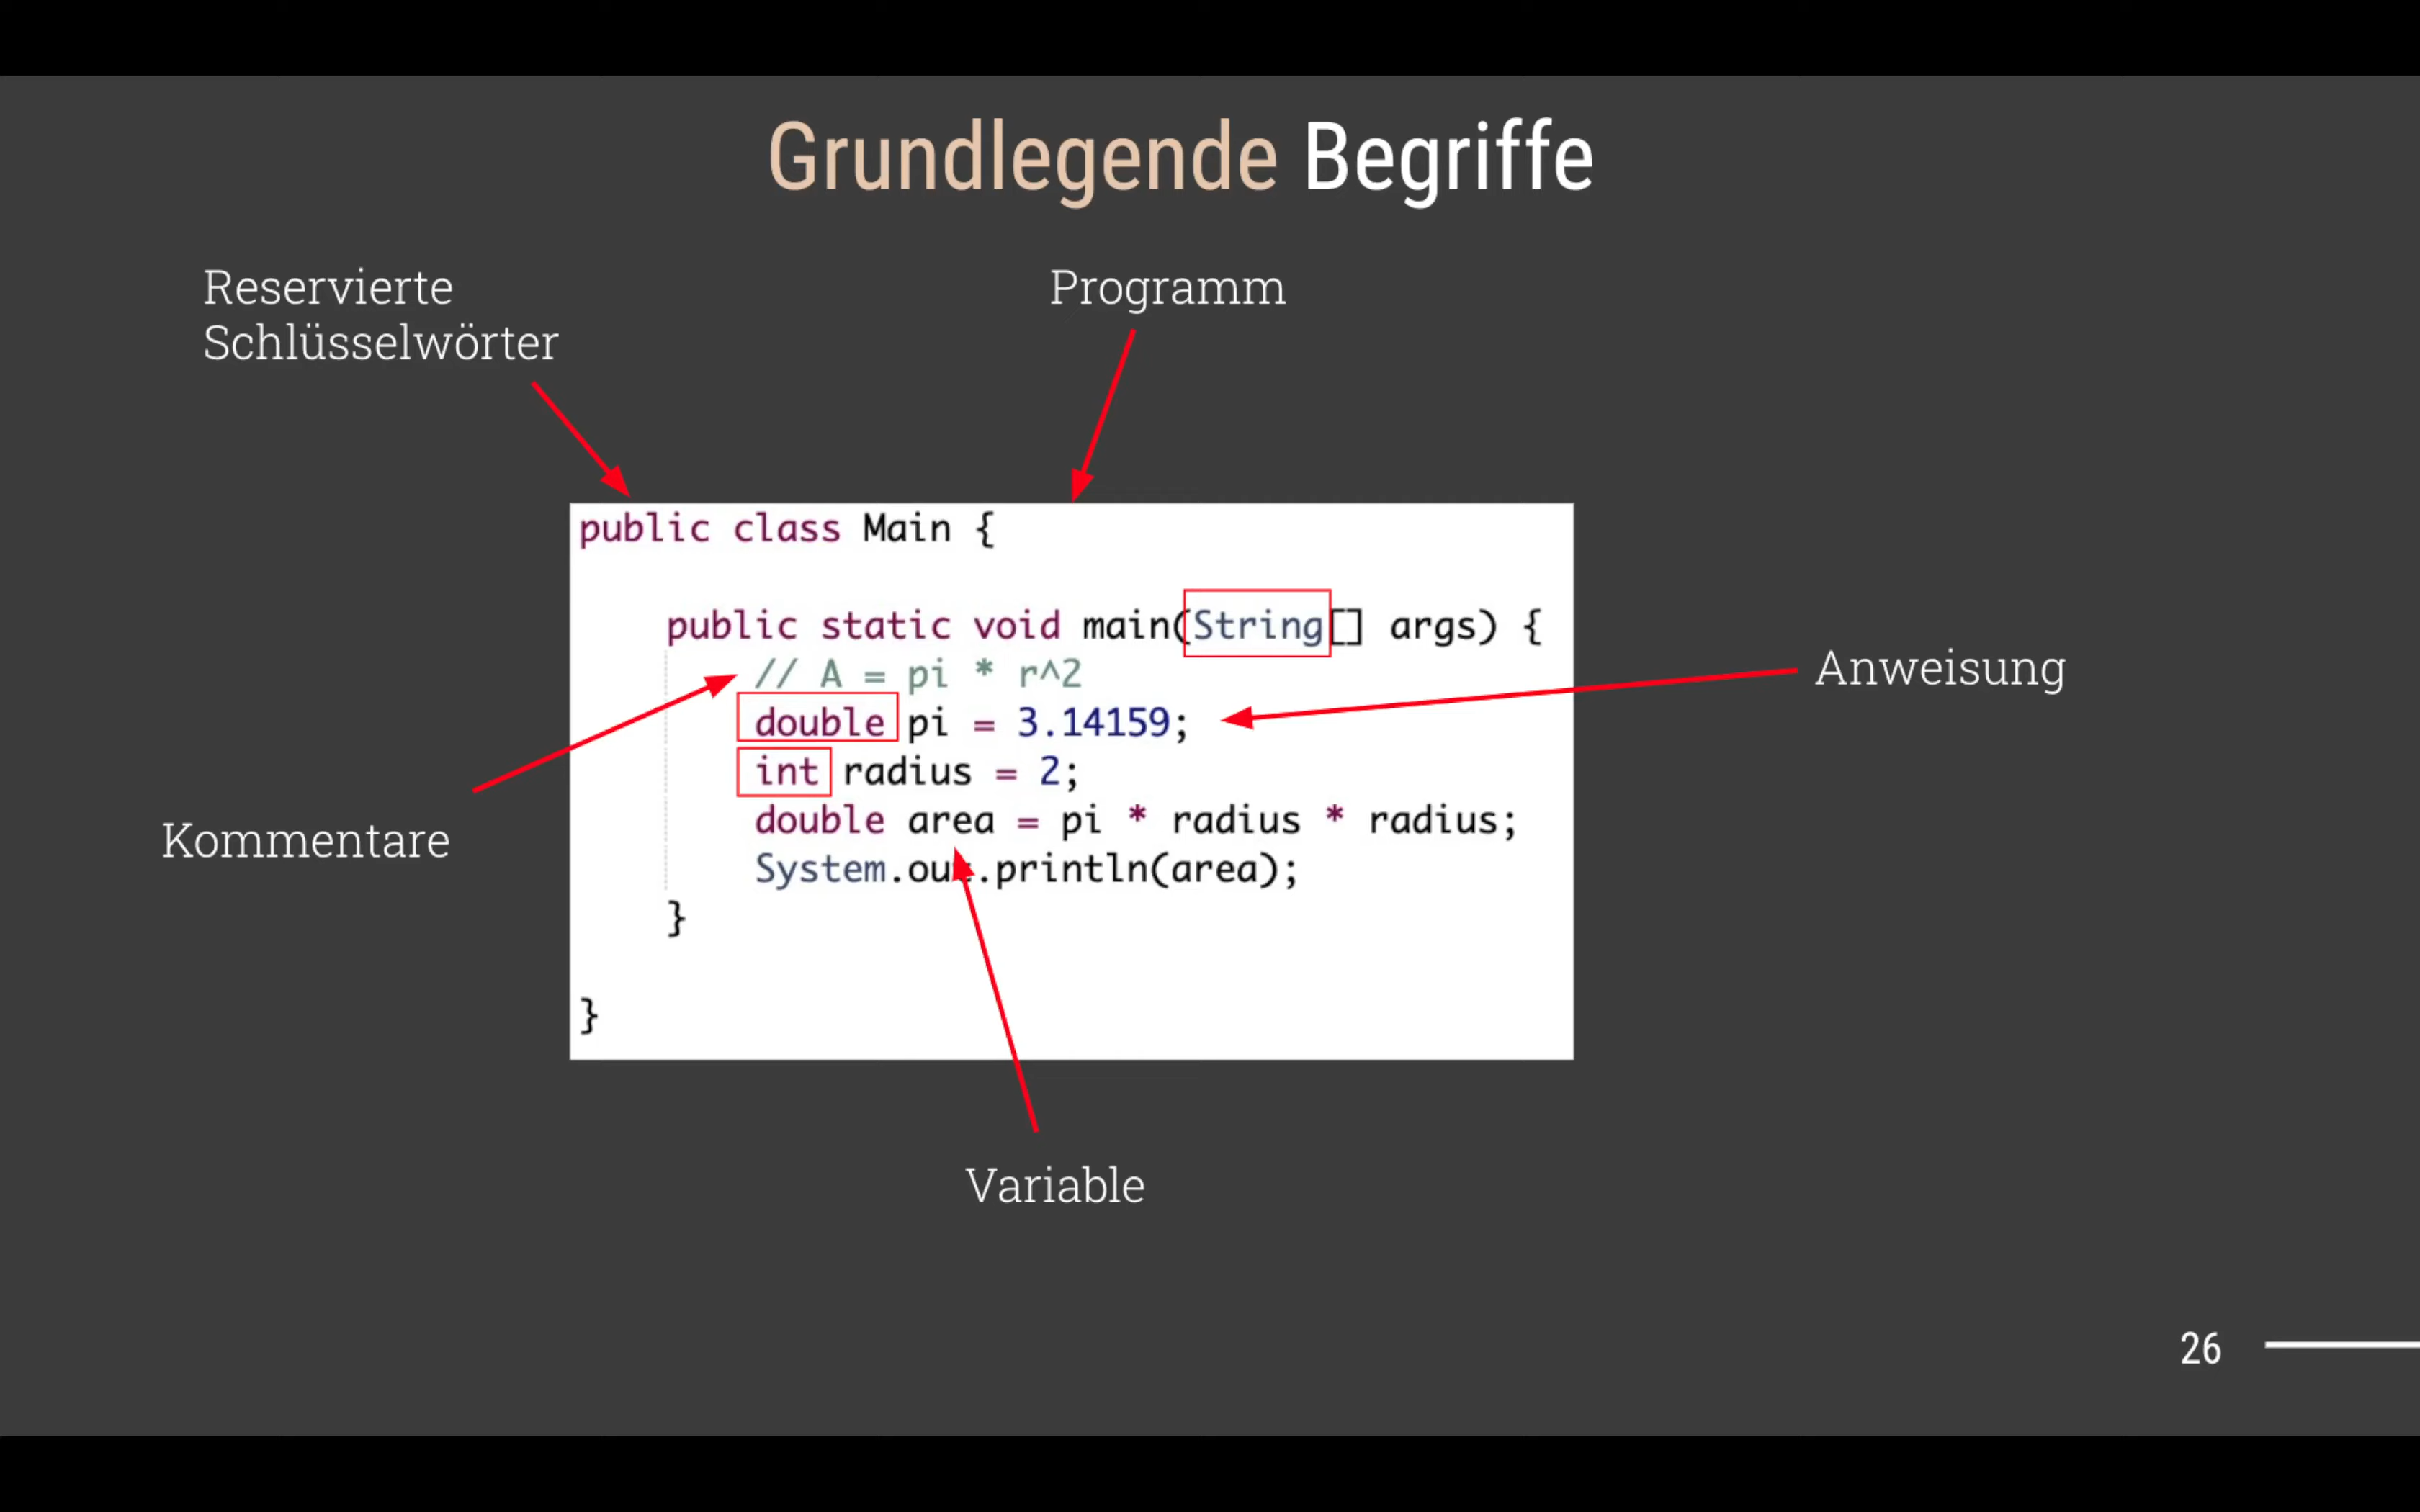 Grundlegende Begriffe
Reservierte
Schlüsselwörter
Programm
public class Main {
public static void main(String[] args) {
// A = pi * r^2
double pi = 3.14159;
int radius = 2;
double area = pi * radius * radius;
System.out.println(area);
}
}
Anweisung
Kommentare
Variable
26